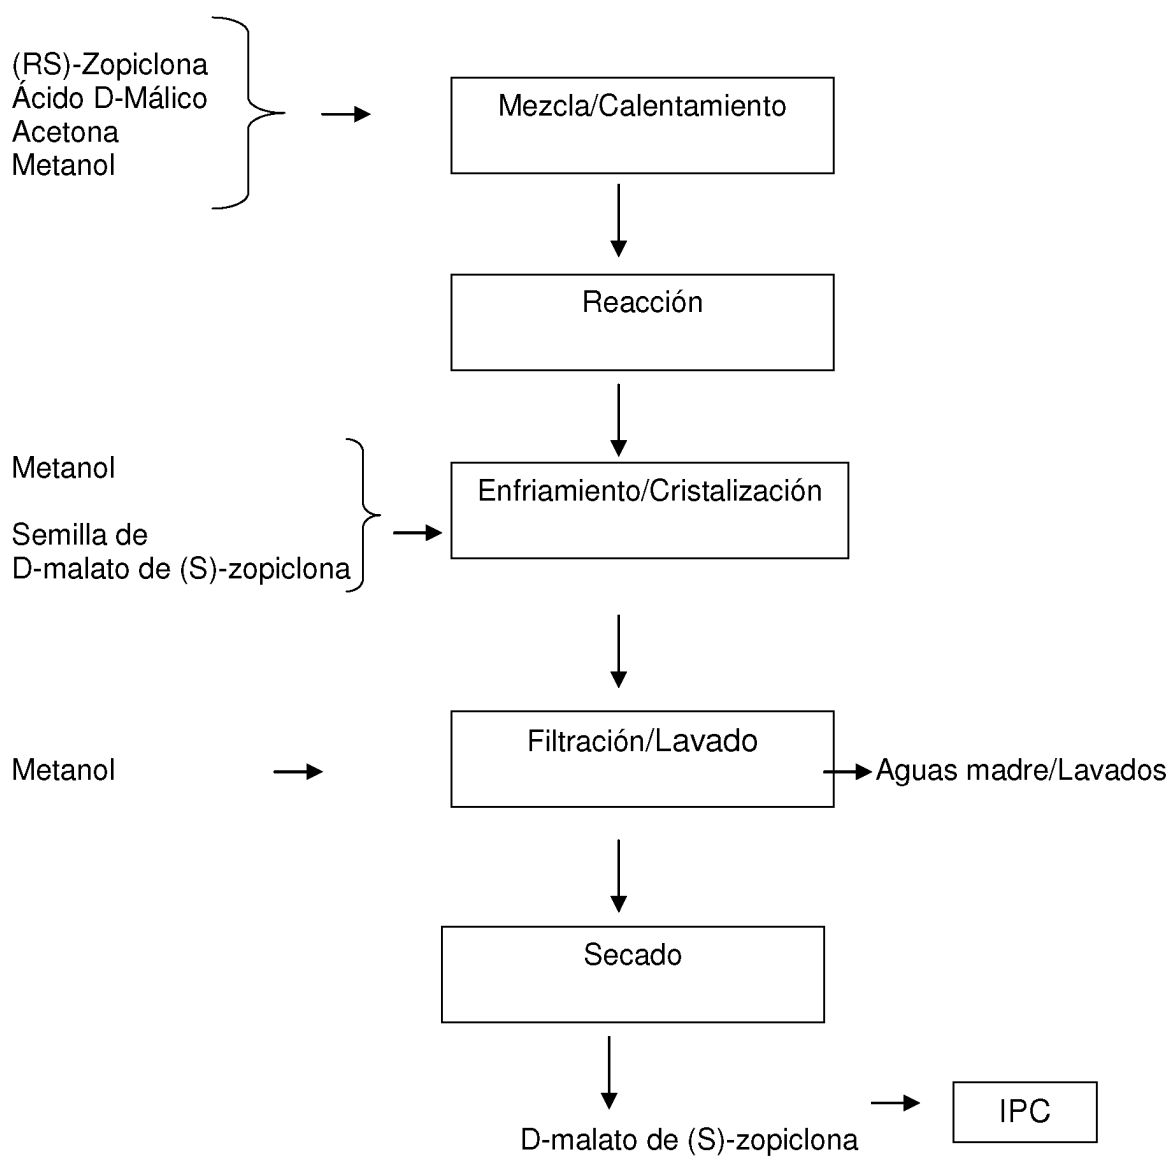 (RS)-Zopiclona
Ácido D-Málico
Acetona
Metanol
Mezcla/Calentamiento
Reacción
Metanol
Semilla de
D-malato de (S)-zopiclona
Enfriamiento/Cristalización
Metanol
Filtración/Lavado
Aguas madre/Lavados
Secado
D-malato de (S)-zopiclona
IPC